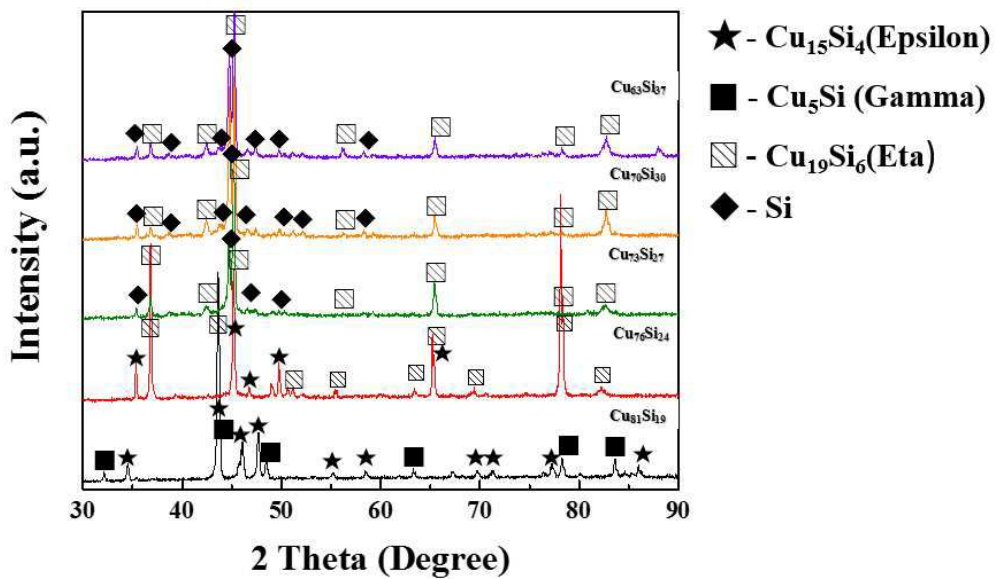 ★ - Cu₁₅Si₄(Epsilon)
■ - Cu₅Si (Gamma)
▧ - Cu₁₉Si₆(Eta)
◆ - Si
Cu₆₃Si₃₇
Cu₇₀Si₃₀
Cu₇₃Si₂₇
Cu₇₆Si₂₄
Cu₈₁Si₁₉
Intensity (a.u.)
30 40 50 60 70 80 90
2 Theta (Degree)